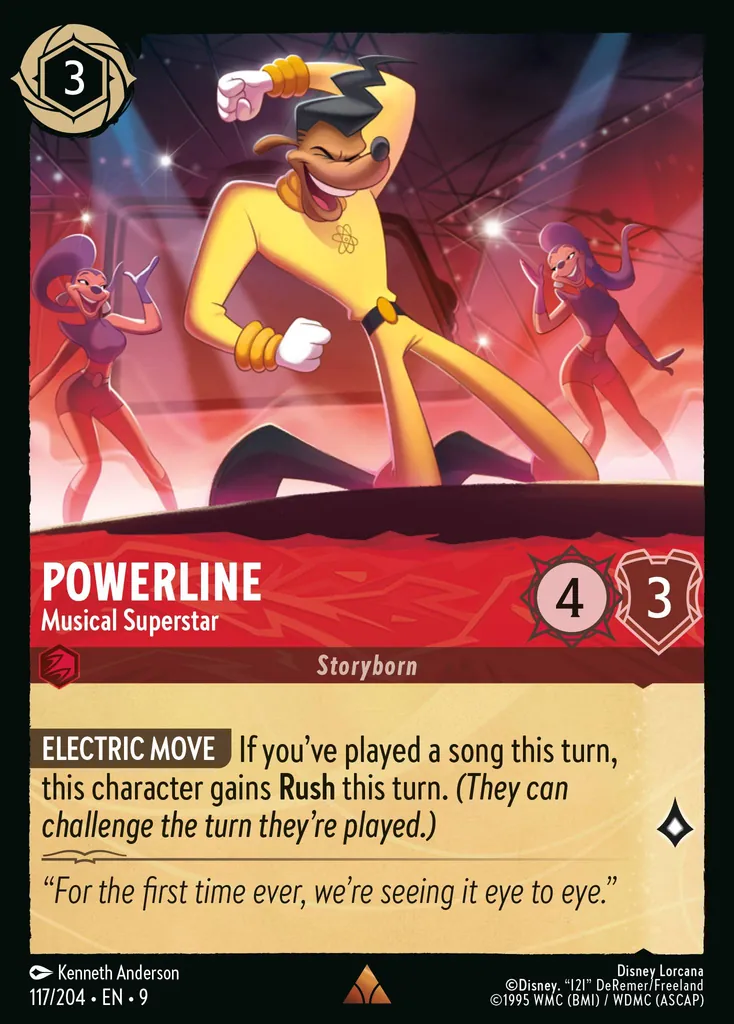 3
POWERLINE
Musical Superstar
4
3
Storyborn
ELECTRIC MOVE If you've played a song this turn,
this character gains Rush this turn. (They can
challenge the turn they're played.)
“For the first time ever, we're seeing it eye to eye.”
Kenneth Anderson
117/204 • EN • 9
Disney Lorcana
©Disney. “I2I” DeRemer/Freeland
©1995 WMC (BMI) / WDMC (ASCAP)